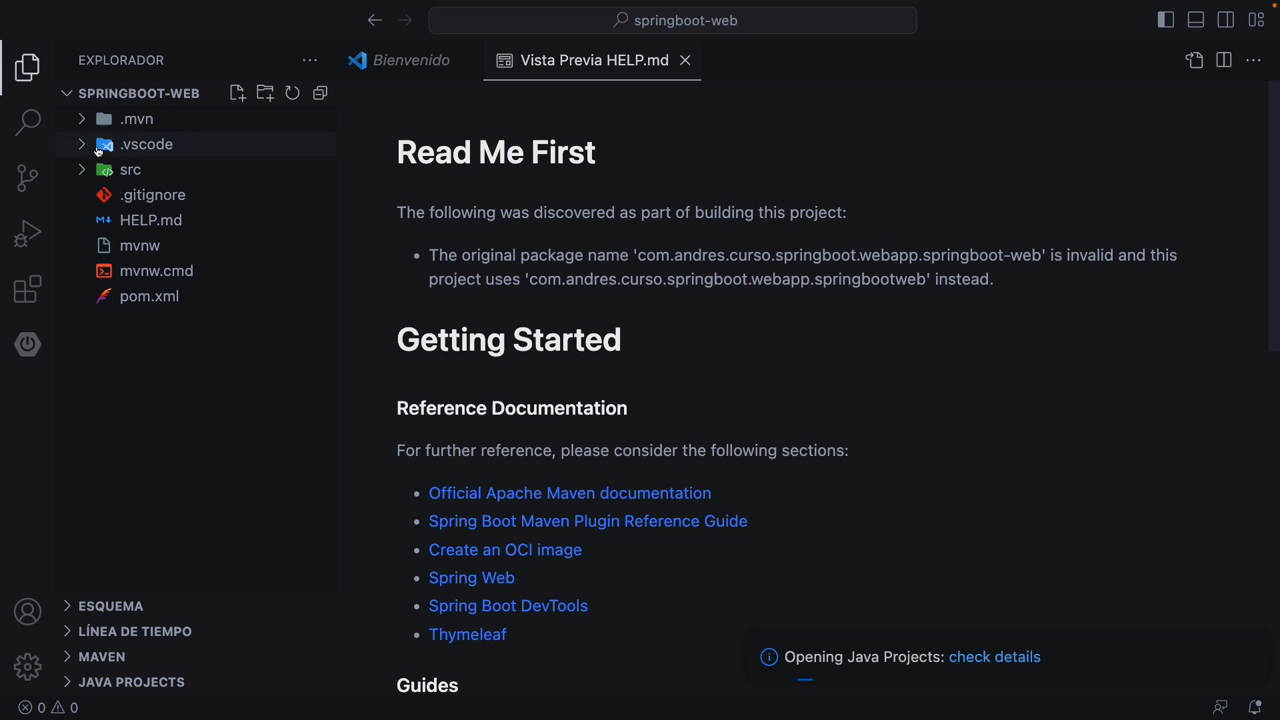 springboot-web
EXPLORADOR
Bienvenido
Vista Previa HELP.md
SPRINGBOOT-WEB
.mvn
.vscode
src
.gitignore
HELP.md
mvnw
mvnw.cmd
pom.xml
Read Me First
The following was discovered as part of building this project:
The original package name 'com.andres.curso.springboot.webapp.springboot-web' is invalid and this
project uses 'com.andres.curso.springboot.webapp.springbootweb' instead.
Getting Started
Reference Documentation
For further reference, please consider the following sections:
Official Apache Maven documentation
Spring Boot Maven Plugin Reference Guide
Create an OCI image
Spring Web
Spring Boot DevTools
Thymeleaf
Guides
ESQUEMA
LÍNEA DE TIEMPO
MAVEN
JAVA PROJECTS
Opening Java Projects: check details
0 0